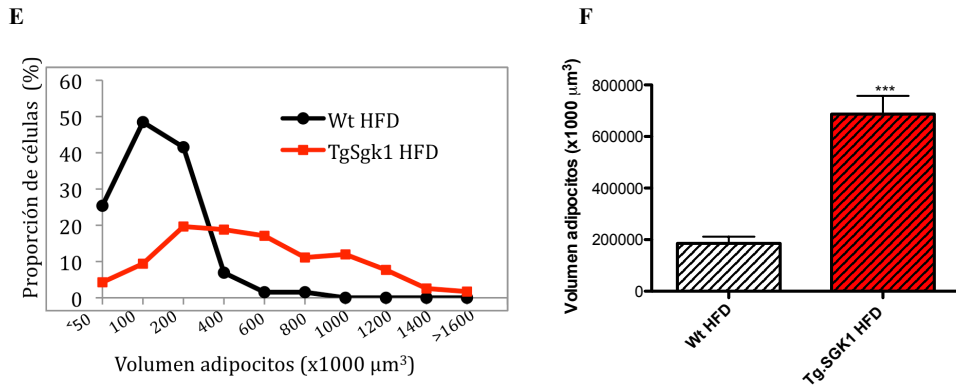 E
Proporción de células (%)
60
50
40
30
20
10
0
Wt HFD
TgSgk1 HFD
<50
100
200
400
600
800
1000
1200
1400
>1600
Volumen adipocitos (x1000 µm³)
F
Volumen adipocitos (x1000 µm³)
800000
600000
400000
200000
0
***
Wt HFD
Tg.SGK1 HFD